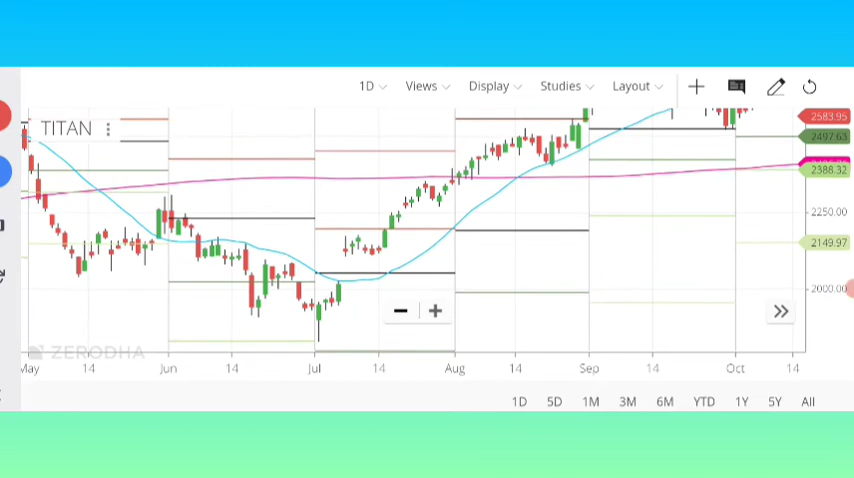 1D Views Display Studies Layout
TITAN
2583.95
2497.63
2388.32
2250.00
2149.97
2000.00
ZERODHA
May 14 Jun 14 Jul 14 Aug 14 Sep 14 Oct 14
1D 5D 1M 3M 6M YTD 1Y 5Y All